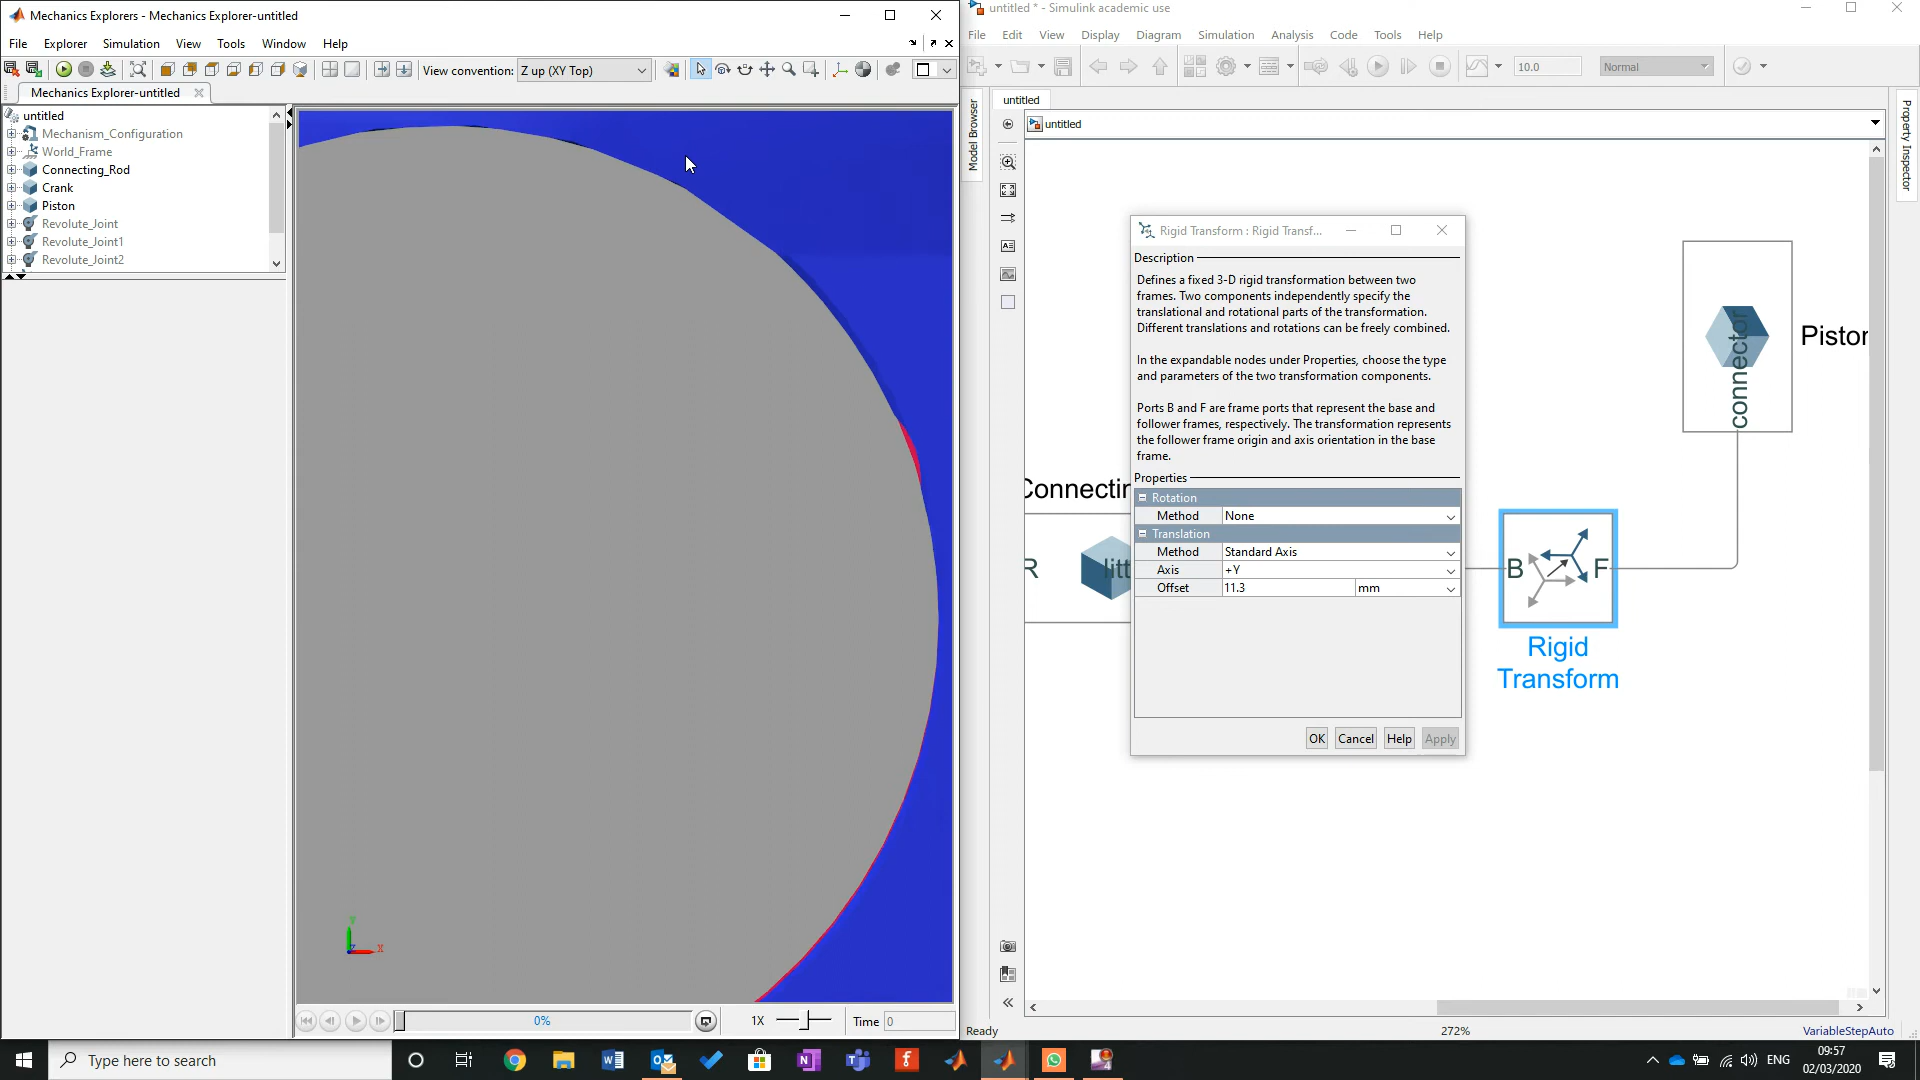 Mechanics Explorers - Mechanics Explorer-untitled
File Explorer Simulation View Tools Window Help
View convention: Z up (XY Top)
Mechanics Explorer-untitled
untitled
Mechanism_Configuration
World_Frame
Connecting_Rod
Crank
Piston
Revolute_Joint
Revolute_Joint1
Revolute_Joint2
Y
Z
X
0%
1X
Time 0
untitled * - Simulink academic use
File Edit View Display Diagram Simulation Analysis Code Tools Help
10.0
Normal
untitled
Model Browser
untitled
Property Inspector
Rigid Transform : Rigid Transf...
Description
Defines a fixed 3-D rigid transformation between two
frames. Two components independently specify the
translational and rotational parts of the transformation.
Different translations and rotations can be freely combined.
In the expandable nodes under Properties, choose the type
and parameters of the two transformation components.
Ports B and F are frame ports that represent the base and
follower frames, respectively. The transformation represents
the follower frame origin and axis orientation in the base
frame.
Properties
Rotation
Method None
Translation
Method Standard Axis
Axis +Y
Offset 11.3 mm
OK Cancel Help Apply
Connectin
R
litt
B
F
Rigid
Transform
connector
Piston
Ready
272%
VariableStepAuto
Type here to search
ENG
09:57
02/03/2020